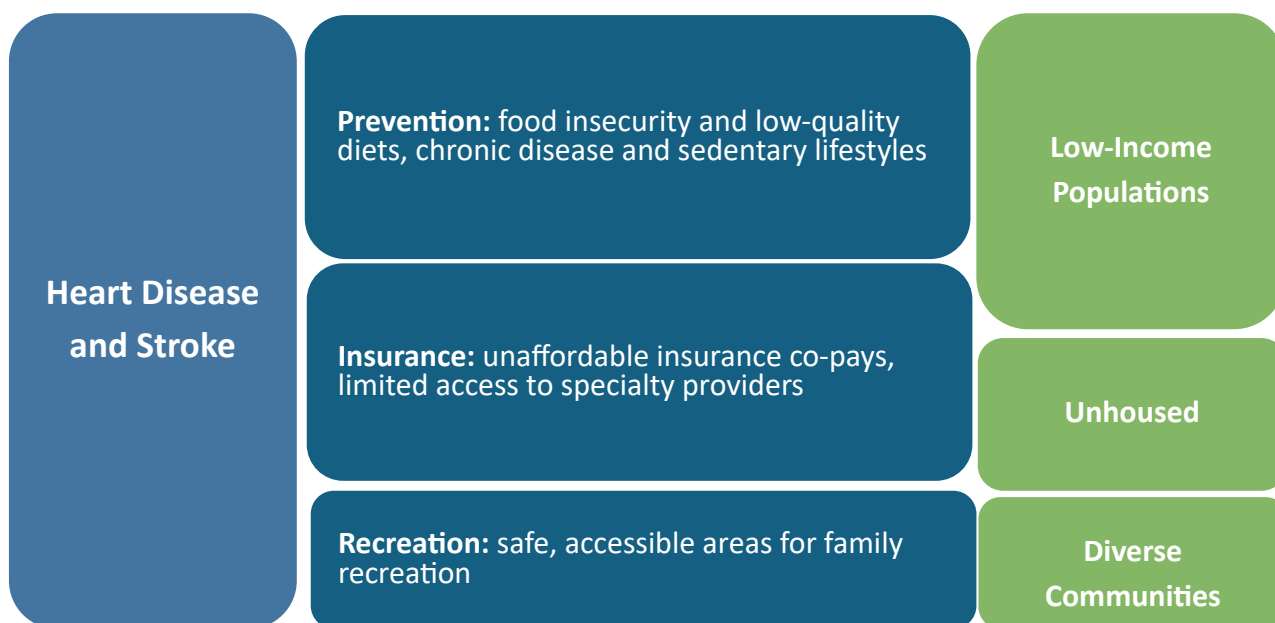 Heart Disease
and Stroke
Prevention: food insecurity and low-quality
diets, chronic disease and sedentary lifestyles
Insurance: unaffordable insurance co-pays,
limited access to specialty providers
Recreation: safe, accessible areas for family
recreation
Low-Income
Populations
Unhoused
Diverse
Communities